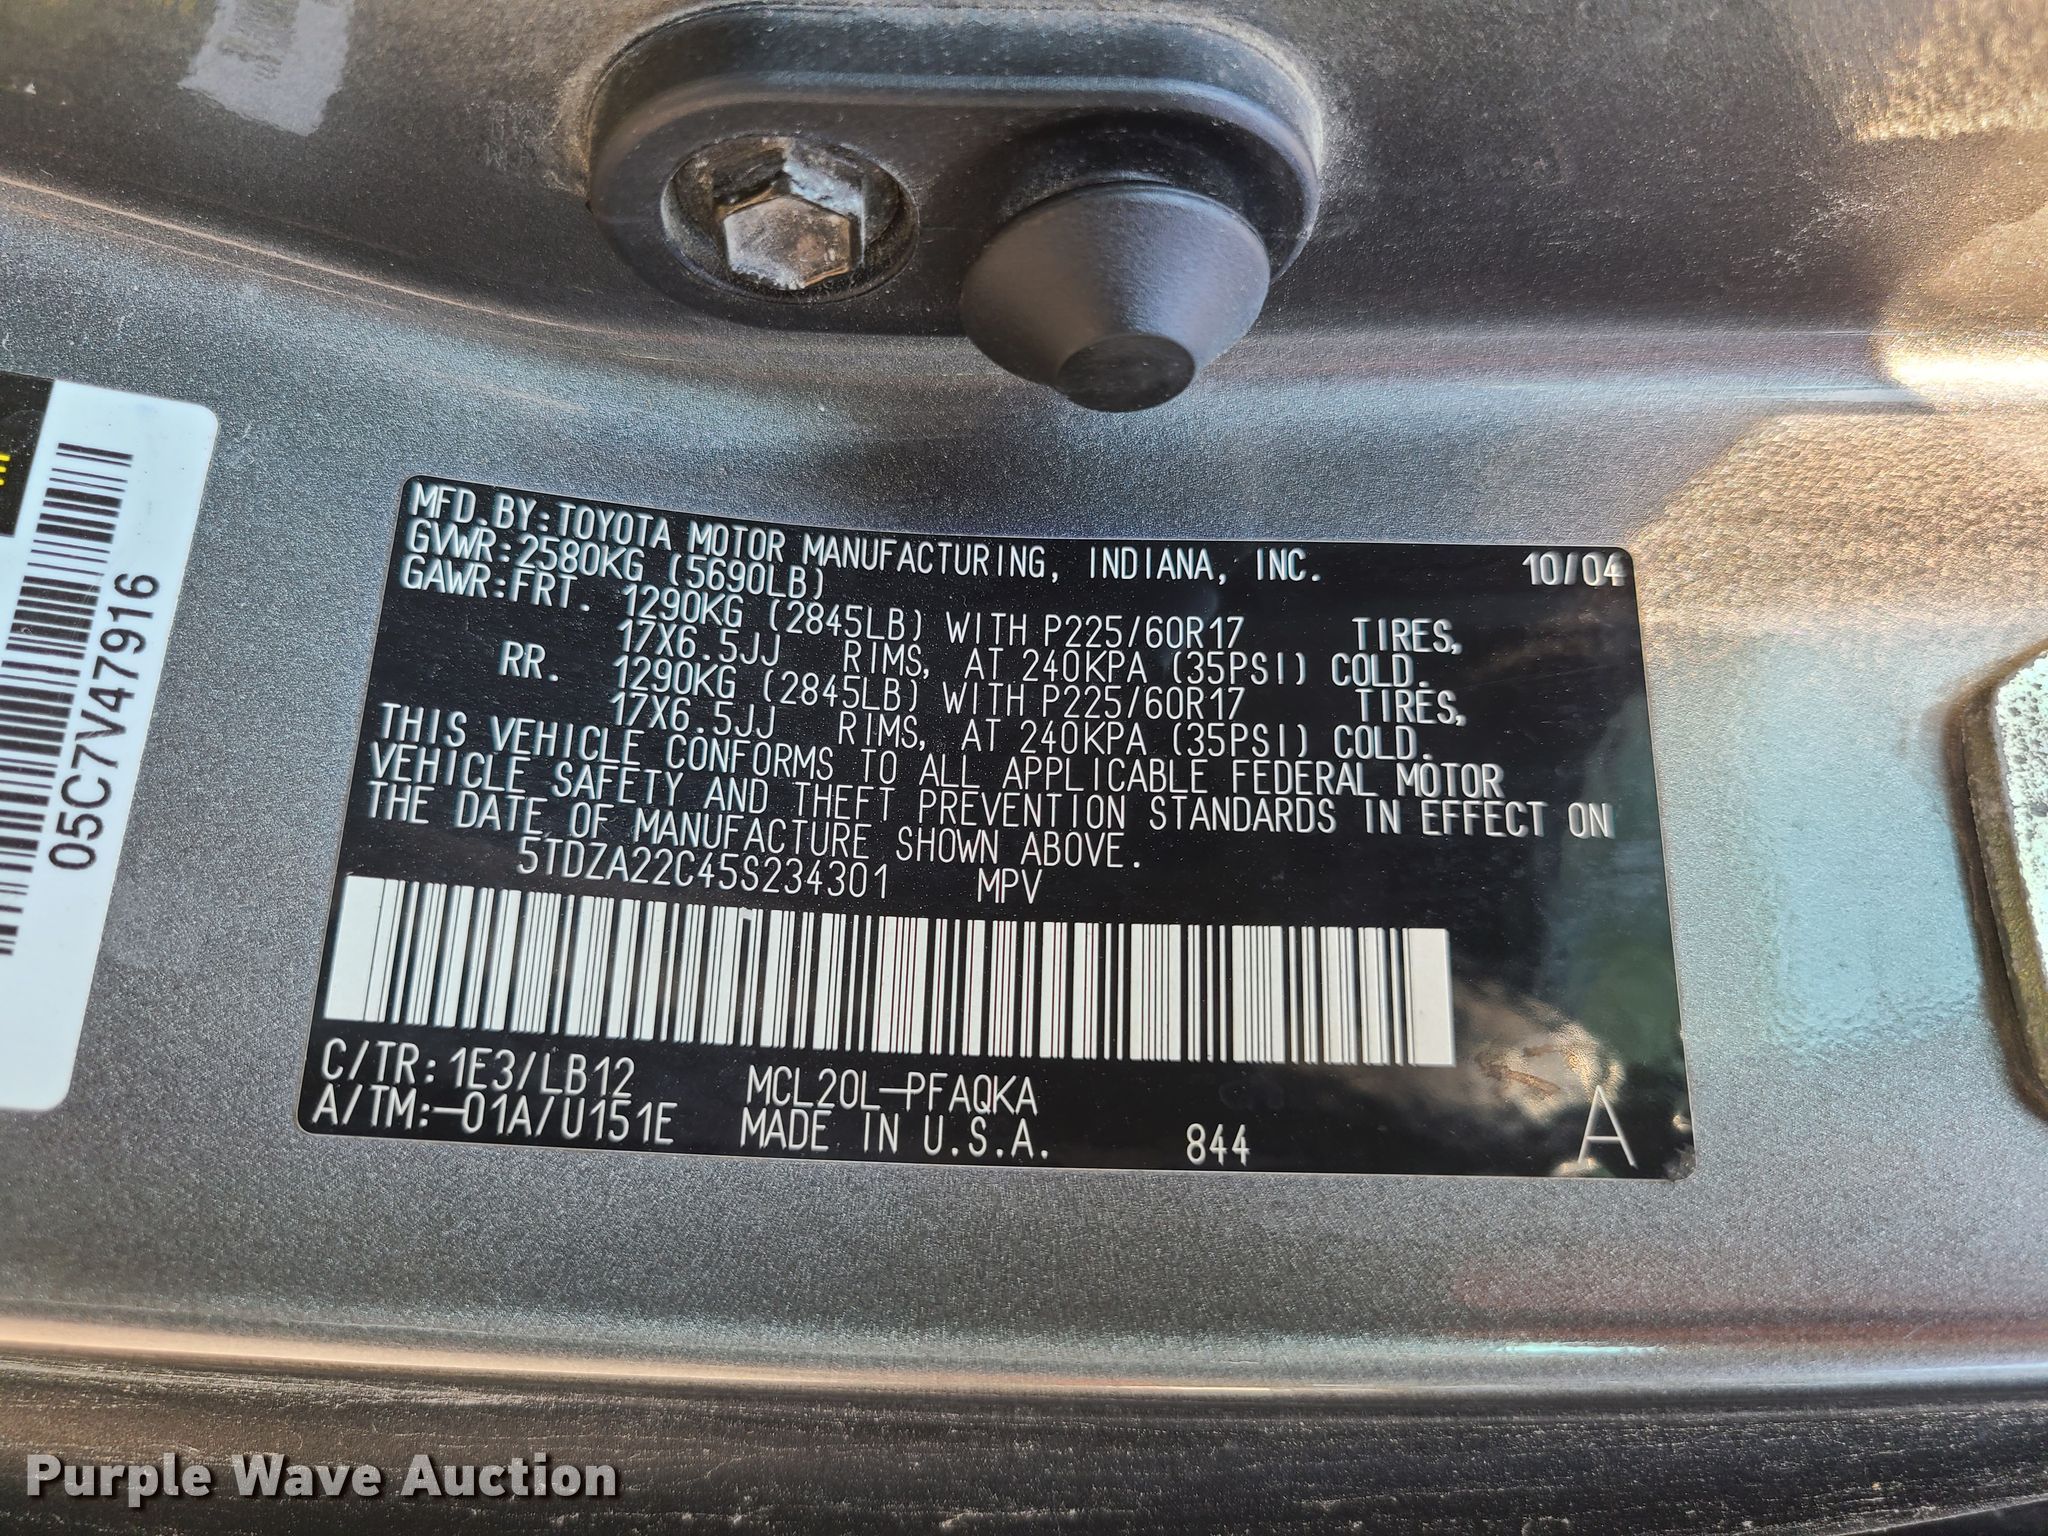 MFD.BY:TOYOTA MOTOR MANUFACTURING, INDIANA, INC. 10/04
GVWR:2580KG (5690LB)
GAWR:FRT. 1290KG (2845LB) WITH P225/60R17 TIRES,
17X6.5JJ RIMS, AT 240KPA (35PSI) COLD.
RR. 1290KG (2845LB) WITH P225/60R17 TIRES,
17X6.5JJ RIMS, AT 240KPA (35PSI) COLD.
THIS VEHICLE CONFORMS TO ALL APPLICABLE FEDERAL MOTOR
VEHICLE SAFETY AND THEFT PREVENTION STANDARDS IN EFFECT ON
THE DATE OF MANUFACTURE SHOWN ABOVE.
5TDZA22C45S234301 MPV
C/TR:1E3/LB12 MCL20L-PFAQKA
A/TM:-01A/U151E MADE IN U.S.A. 844 A
05C7V47916
Purple Wave Auction